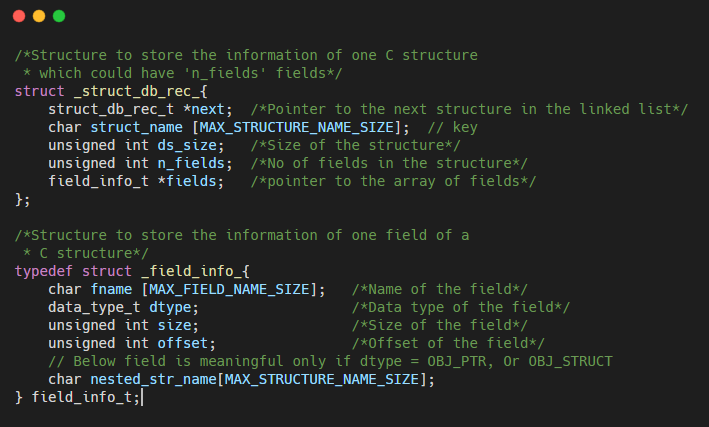 /*Structure to store the information of one C structure
 * which could have 'n_fields' fields*/
struct _struct_db_rec_{
    struct_db_rec_t *next;  /*Pointer to the next structure in the linked list*/
    char struct_name [MAX_STRUCTURE_NAME_SIZE];  // key
    unsigned int ds_size;   /*Size of the structure*/
    unsigned int n_fields;  /*No of fields in the structure*/
    field_info_t *fields;   /*pointer to the array of fields*/
};

/*Structure to store the information of one field of a
 * C structure*/
typedef struct _field_info_{
    char fname [MAX_FIELD_NAME_SIZE];   /*Name of the field*/
    data_type_t dtype;                  /*Data type of the field*/
    unsigned int size;                  /*Size of the field*/
    unsigned int offset;                /*Offset of the field*/
    // Below field is meaningful only if dtype = OBJ_PTR, Or OBJ_STRUCT
    char nested_str_name[MAX_STRUCTURE_NAME_SIZE];
} field_info_t;